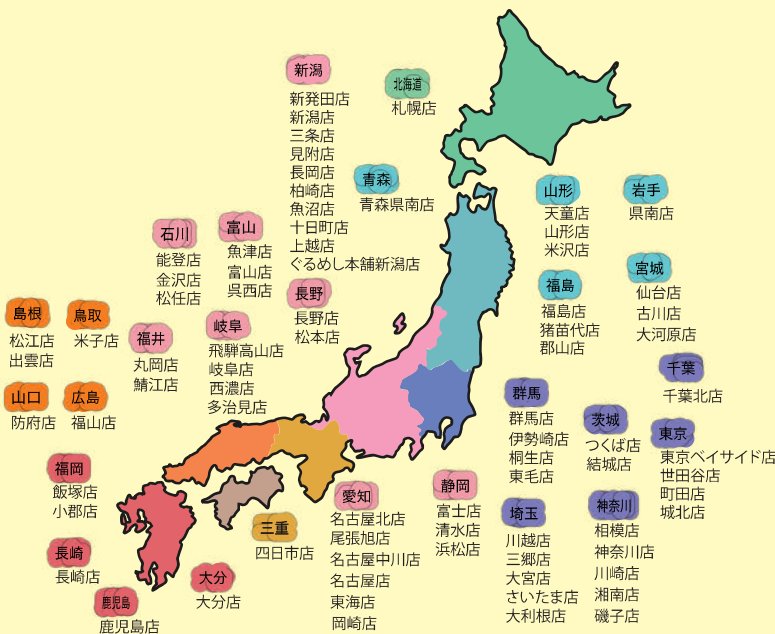 新潟
新発田店
新潟店
三条店
見附店
長岡店
柏崎店
魚沼店
十日町店
上越店
ぐるめし本舗新潟店
北海道
札幌店
青森
青森県南店
山形
天童店
山形店
米沢店
岩手
県南店
石川
能登店
金沢店
松任店
富山
魚津店
富山店
呉西店
長野
長野店
松本店
福島
福島店
猪苗代店
郡山店
宮城
仙台店
古川店
大河原店
島根
松江店
出雲店
鳥取
米子店
福井
丸岡店
鯖江店
岐阜
飛騨高山店
岐阜店
西濃店
多治見店
千葉
千葉北店
山口
防府店
広島
福山店
群馬
群馬店
伊勢崎店
桐生店
東毛店
茨城
つくば店
結城店
東京
東京ベイサイド店
世田谷店
町田店
城北店
福岡
飯塚店
小郡店
愛知
名古屋北店
尾張旭店
名古屋中川店
名古屋店
東海店
岡崎店
静岡
富士店
清水店
浜松店
埼玉
川越店
三郷店
大宮店
さいたま店
大利根店
神奈川
相模店
神奈川店
川崎店
湘南店
磯子店
三重
四日市店
長崎
長崎店
大分
大分店
鹿児島
鹿児島店